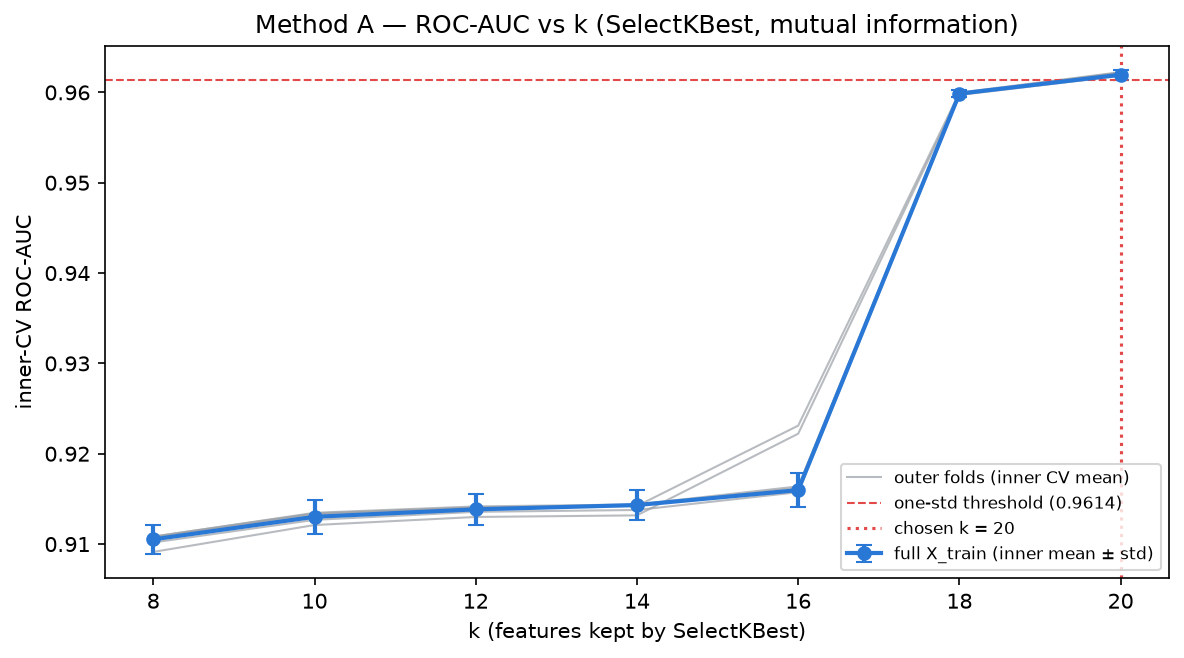 Method A — ROC-AUC vs k (SelectKBest, mutual information)
inner-CV ROC-AUC
0.96
0.95
0.94
0.93
0.92
0.91
outer folds (inner CV mean)
one-std threshold (0.9614)
chosen k = 20
full X_train (inner mean ± std)
8 10 12 14 16 18 20
k (features kept by SelectKBest)